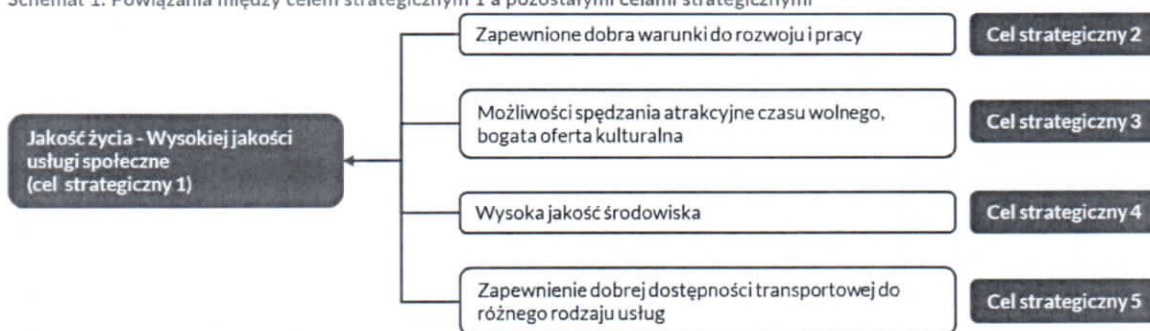 Schemat 1. Powiązania między celem strategicznym 1 a pozostałymi celami strategicznymi
Jakość życia - Wysokiej jakości
usługi społeczne
(cel strategiczny 1)
Zapewnione dobra warunki do rozwoju i pracy
Cel strategiczny 2
Możliwości spędzania atrakcyjne czasu wolnego,
bogata oferta kulturalna
Cel strategiczny 3
Wysoka jakość środowiska
Cel strategiczny 4
Zapewnienie dobrej dostępności transportowej do
różnego rodzaju usług
Cel strategiczny 5